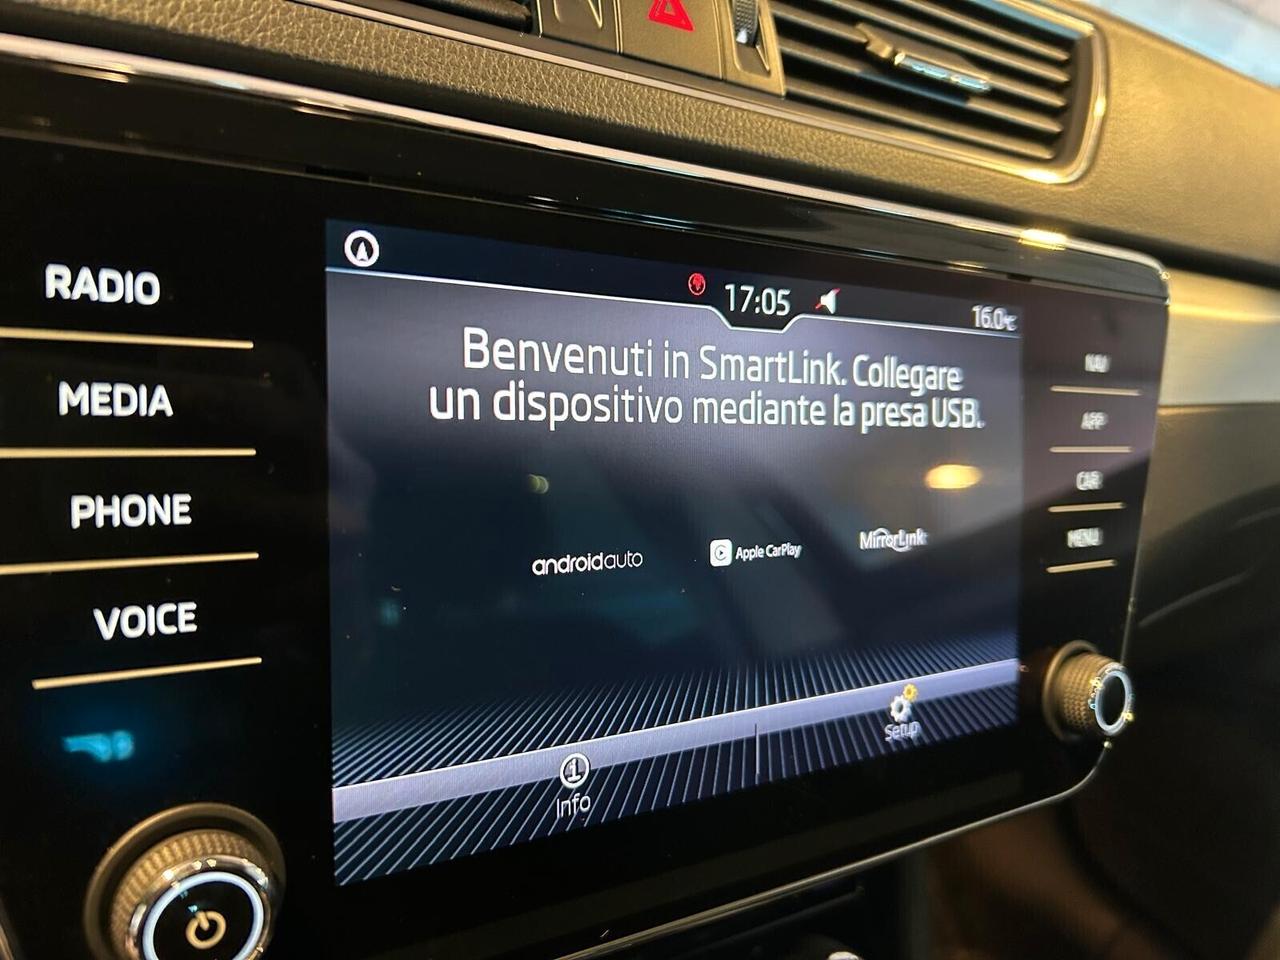 RADIO
MEDIA
PHONE
VOICE
17:05
16.0°C
Benvenuti in SmartLink. Collegare
un dispositivo mediante la presa USB.
androidauto
Apple CarPlay
MirrorLink
Info
Setup
NAV
APP
CAR
MENU